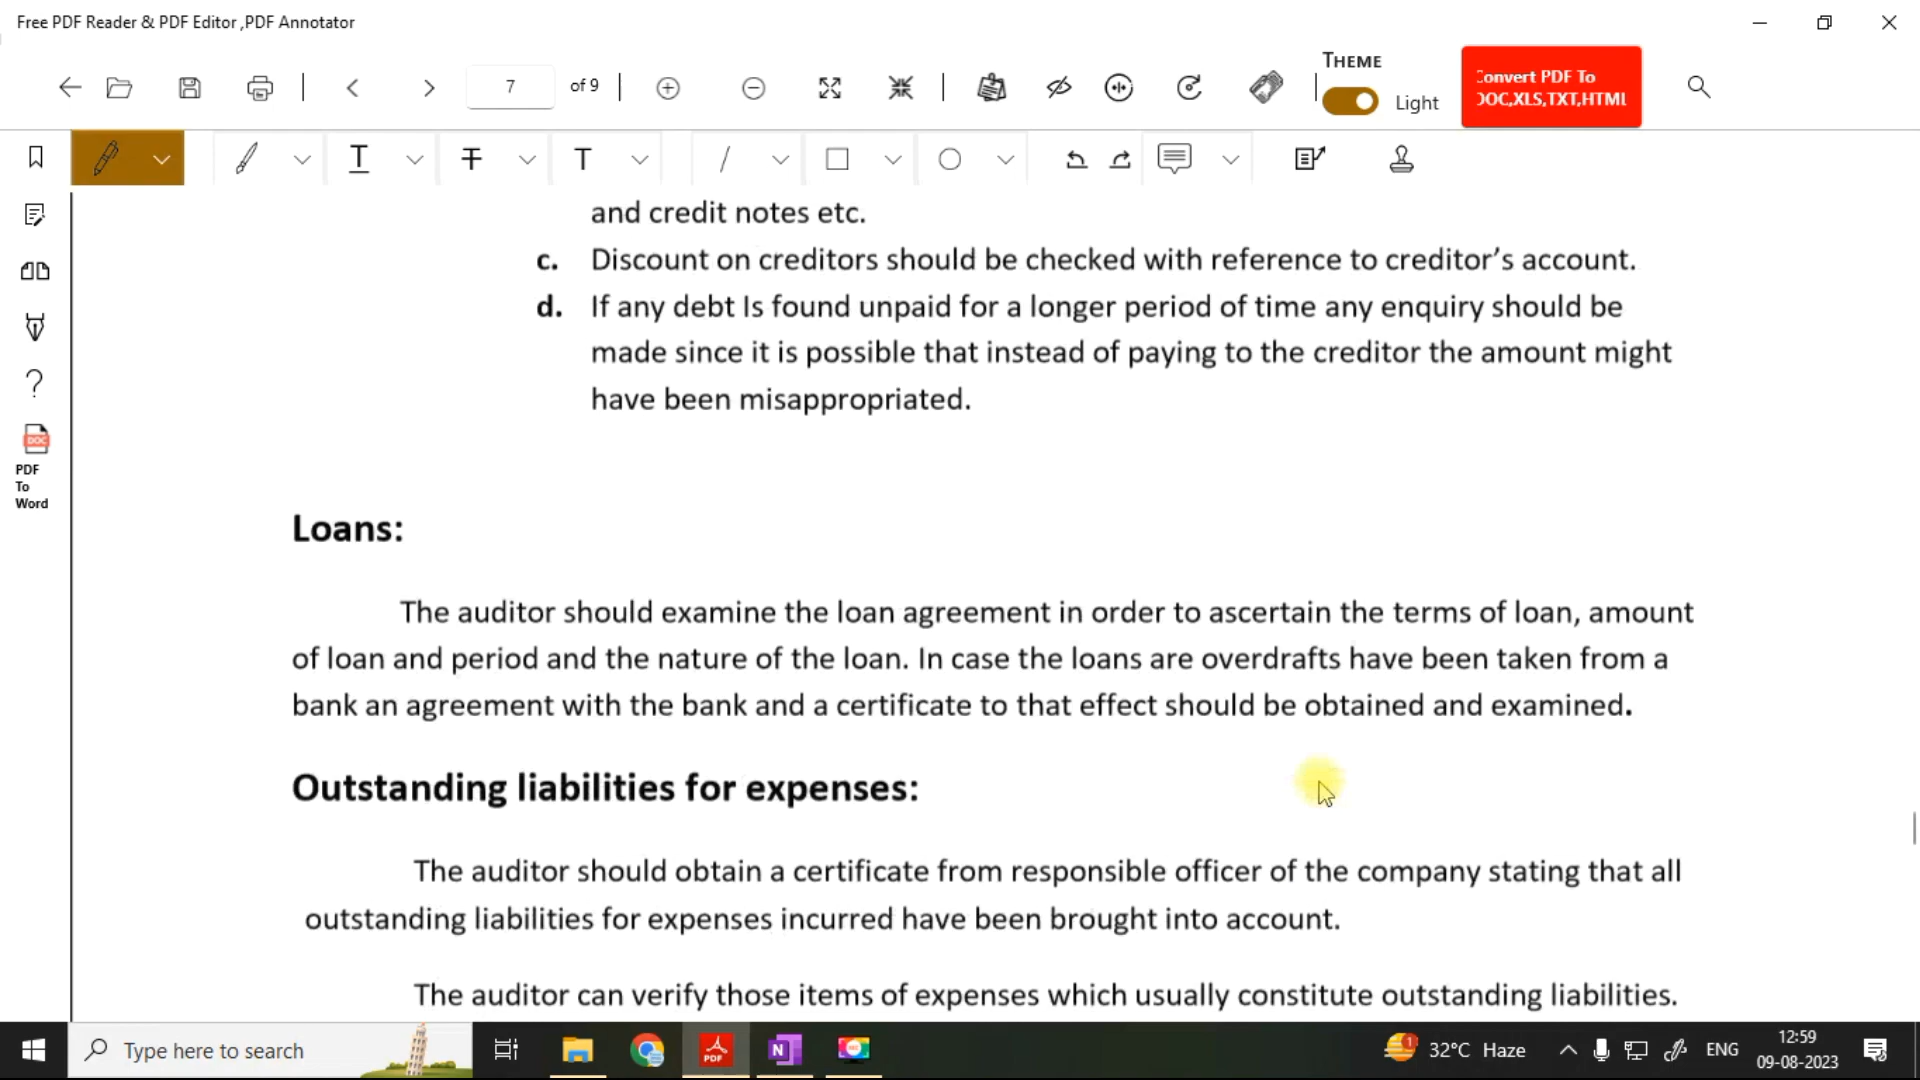 Free PDF Reader & PDF Editor ,PDF Annotator
7 of 9
THEME
Light
Convert PDF To
DOC,XLS,TXT,HTML
T T T
and credit notes etc.
c. Discount on creditors should be checked with reference to creditor's account.
d. If any debt Is found unpaid for a longer period of time any enquiry should be
made since it is possible that instead of paying to the creditor the amount might
have been misappropriated.
?
DOC
PDF
To
Word
Loans:
The auditor should examine the loan agreement in order to ascertain the terms of loan, amount
of loan and period and the nature of the loan. In case the loans are overdrafts have been taken from a
bank an agreement with the bank and a certificate to that effect should be obtained and examined.
Outstanding liabilities for expenses:
The auditor should obtain a certificate from responsible officer of the company stating that all
outstanding liabilities for expenses incurred have been brought into account.
The auditor can verify those items of expenses which usually constitute outstanding liabilities.
Type here to search
PDF
N
1
32°C Haze
ENG
12:59
09-08-2023